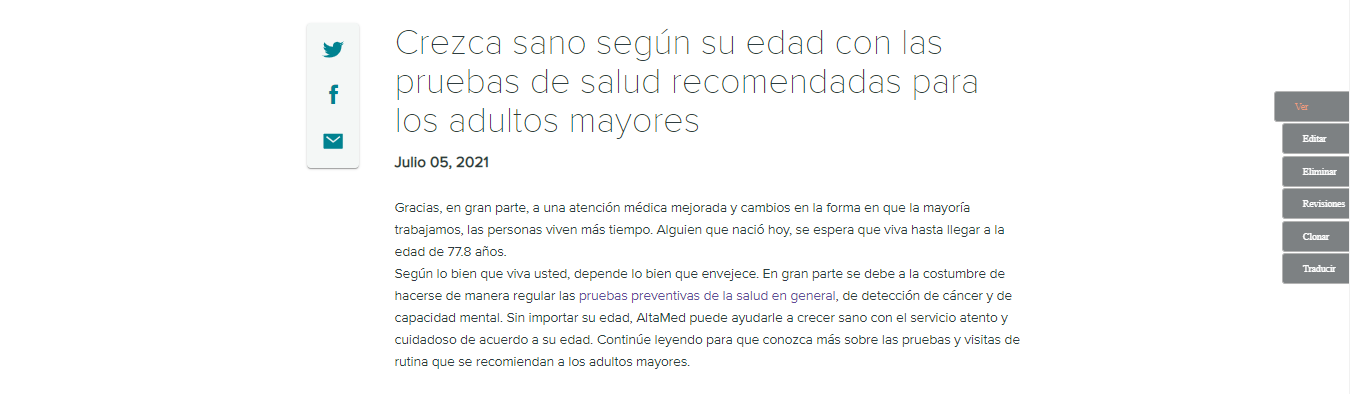 Crezca sano según su edad con las
pruebas de salud recomendadas para
los adultos mayores
Julio 05, 2021
Gracias, en gran parte, a una atención médica mejorada y cambios en la forma en que la mayoría
trabajamos, las personas viven más tiempo. Alguien que nació hoy, se espera que viva hasta llegar a la
edad de 77.8 años.
Según lo bien que viva usted, depende lo bien que envejece. En gran parte se debe a la costumbre de
hacerse de manera regular las pruebas preventivas de la salud en general, de detección de cáncer y de
capacidad mental. Sin importar su edad, AltaMed puede ayudarle a crecer sano con el servicio atento y
cuidadoso de acuerdo a su edad. Continúe leyendo para que conozca más sobre las pruebas y visitas de
rutina que se recomiendan a los adultos mayores.
Ver
Editar
Eliminar
Revisiones
Clonar
Traducir